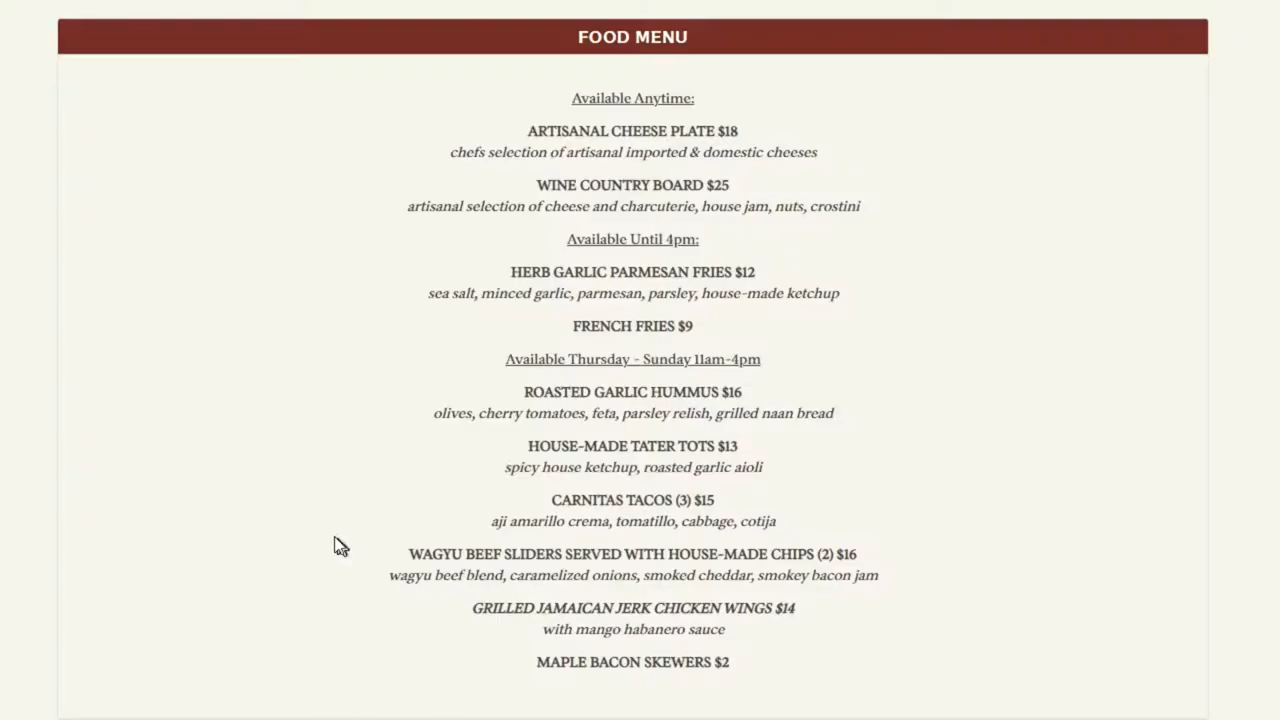 FOOD MENU
Available Anytime:
ARTISANAL CHEESE PLATE $18
chefs selection of artisanal imported & domestic cheeses
WINE COUNTRY BOARD $25
artisanal selection of cheese and charcuterie, house jam, nuts, crostini
Available Until 4pm:
HERB GARLIC PARMESAN FRIES $12
sea salt, minced garlic, parmesan, parsley, house-made ketchup
FRENCH FRIES $9
Available Thursday - Sunday 11am-4pm
ROASTED GARLIC HUMMUS $16
olives, cherry tomatoes, feta, parsley relish, grilled naan bread
HOUSE-MADE TATER TOTS $13
spicy house ketchup, roasted garlic aioli
CARNITAS TACOS (3) $15
aji amarillo crema, tomatillo, cabbage, cotija
WAGYU BEEF SLIDERS SERVED WITH HOUSE-MADE CHIPS (2) $16
wagyu beef blend, caramelized onions, smoked cheddar, smokey bacon jam
GRILLED JAMAICAN JERK CHICKEN WINGS $14
with mango habanero sauce
MAPLE BACON SKEWERS $2